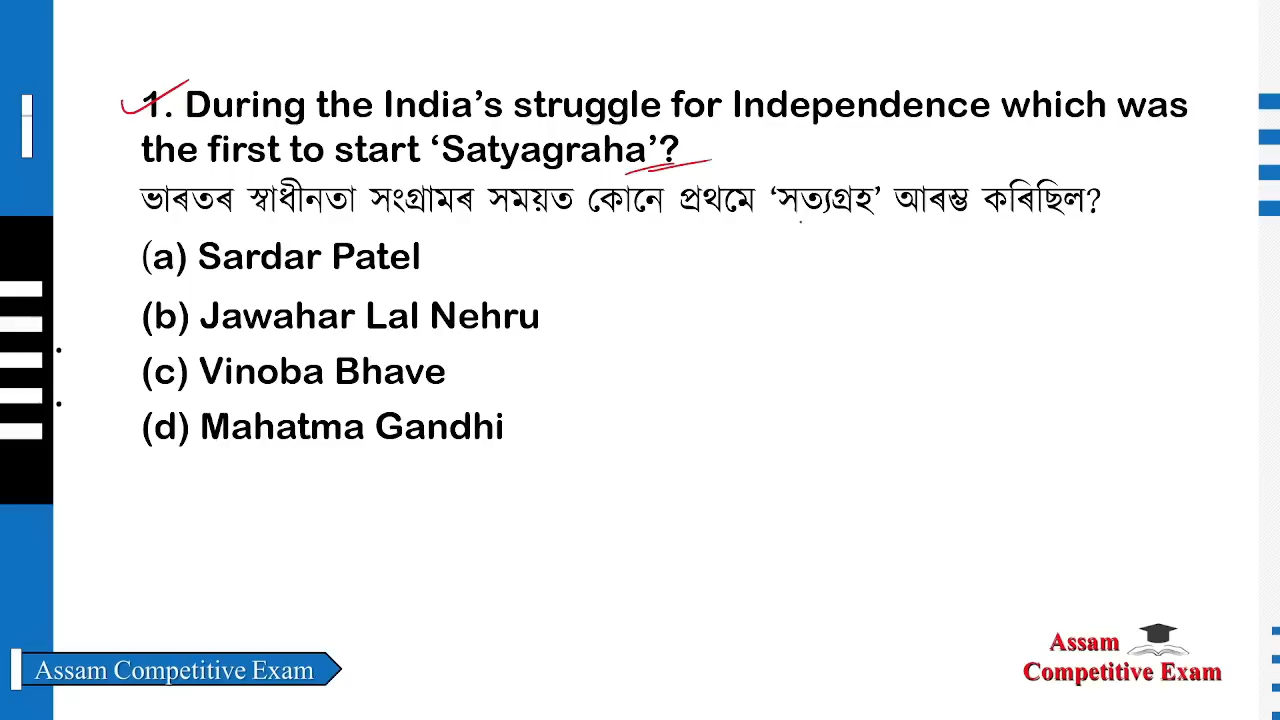 1. During the India’s struggle for Independence which was
the first to start ‘Satyagraha’?
ভাৰতৰ স্বাধীনতা সংগ্ৰামৰ সময়ত কোনে প্ৰথমে ‘সত্যগ্ৰহ’ আৰম্ভ কৰিছিল?
(a) Sardar Patel
(b) Jawahar Lal Nehru
(c) Vinoba Bhave
(d) Mahatma Gandhi
Assam Competitive Exam
Assam
Competitive Exam